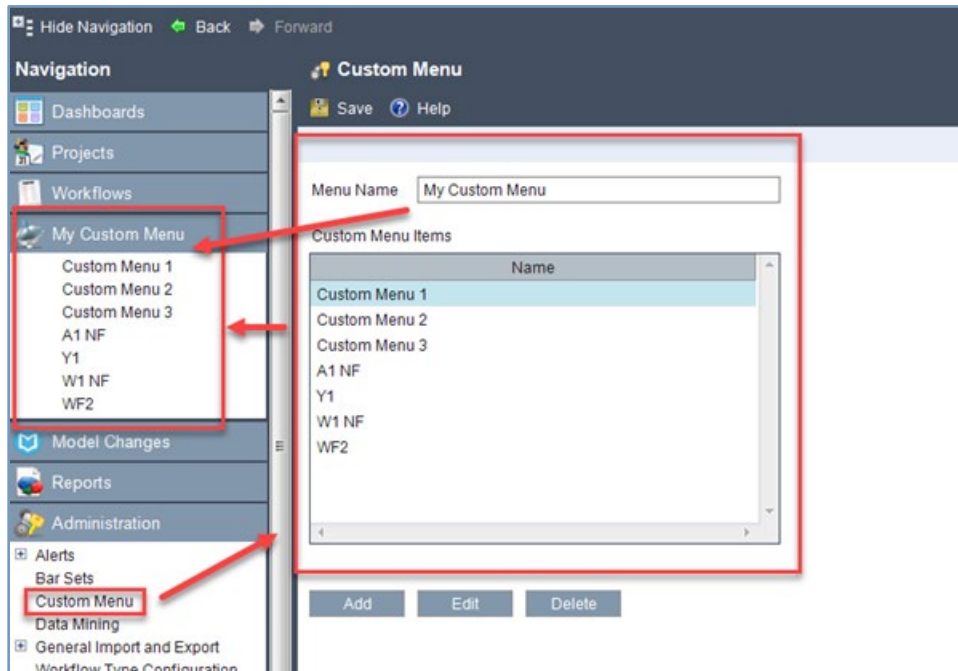 Hide Navigation Back Forward
Navigation
Dashboards
Projects
Workflows
My Custom Menu
Custom Menu 1
Custom Menu 2
Custom Menu 3
A1 NF
Y1
W1 NF
WF2
Model Changes
Reports
Administration
Alerts
Bar Sets
Custom Menu
Data Mining
General Import and Export
Workflow Type Configuration
Custom Menu
Save Help
Menu Name My Custom Menu
Custom Menu Items
Name
Custom Menu 1
Custom Menu 2
Custom Menu 3
A1 NF
Y1
W1 NF
WF2
Add Edit Delete